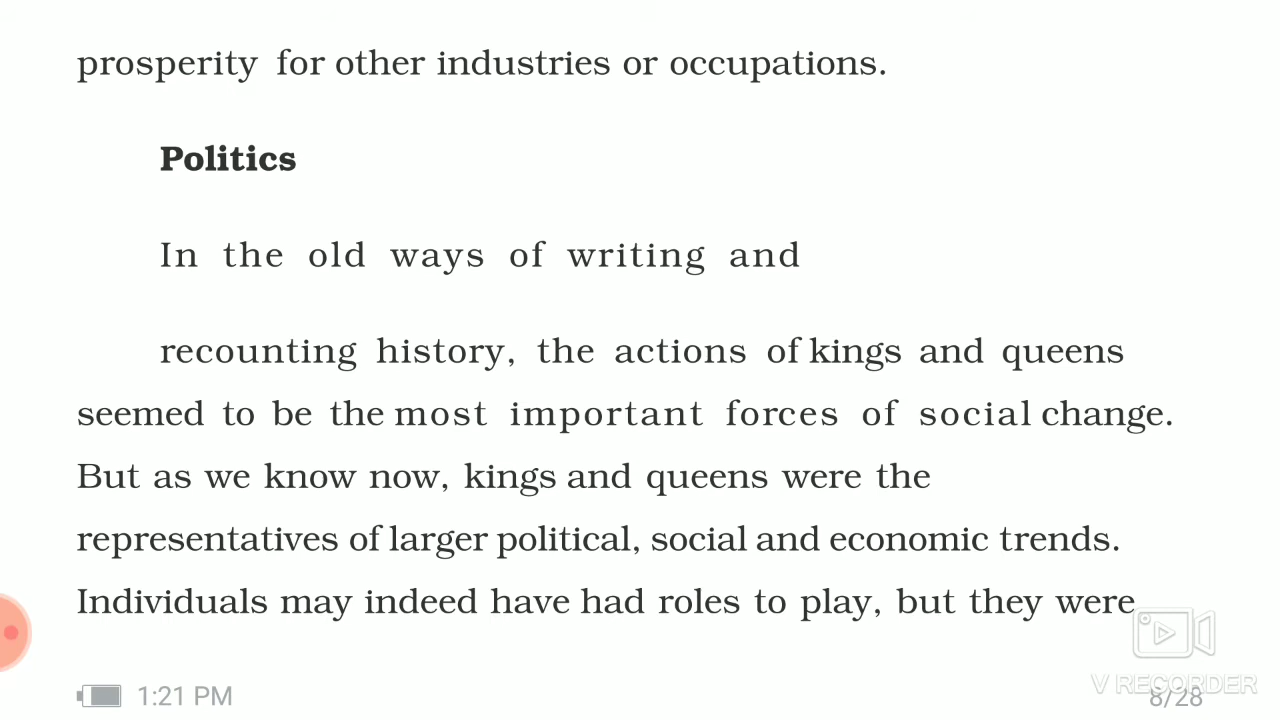 prosperity for other industries or occupations.
Politics
In the old ways of writing and
recounting history, the actions of kings and queens
seemed to be the most important forces of social change.
But as we know now, kings and queens were the
representatives of larger political, social and economic trends.
Individuals may indeed have had roles to play, but they were
1:21 PM
V RECORDER
8/28